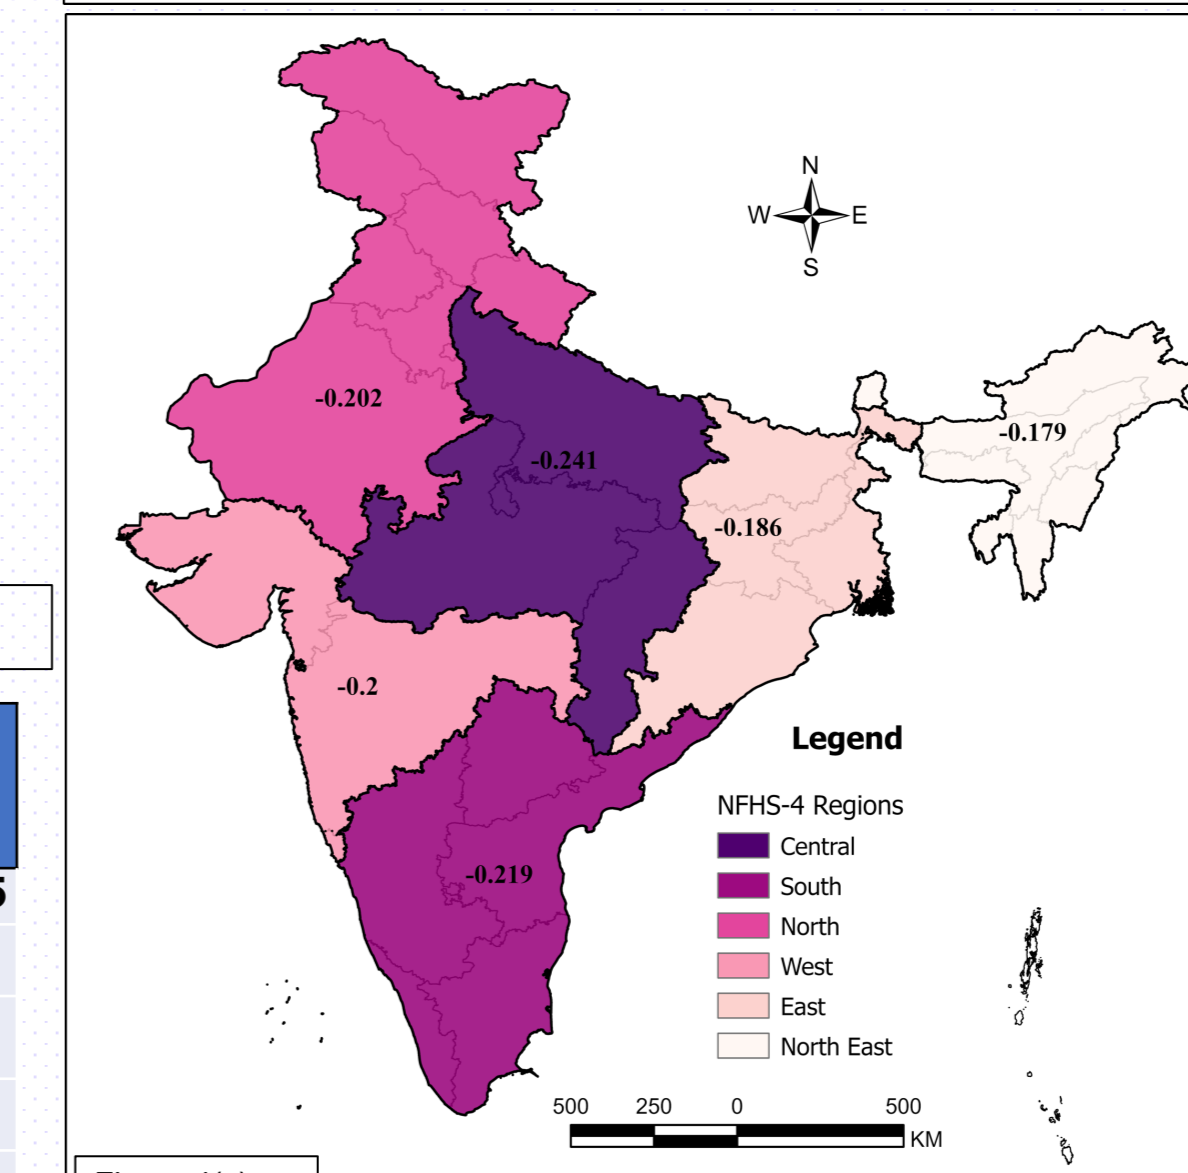 N
W E
S
-0.202
-0.179
-0.241
-0.186
-0.2
Legend
NFHS-4 Regions
Central
South
-0.219
North
West
East
North East
500 250 0 500
KM